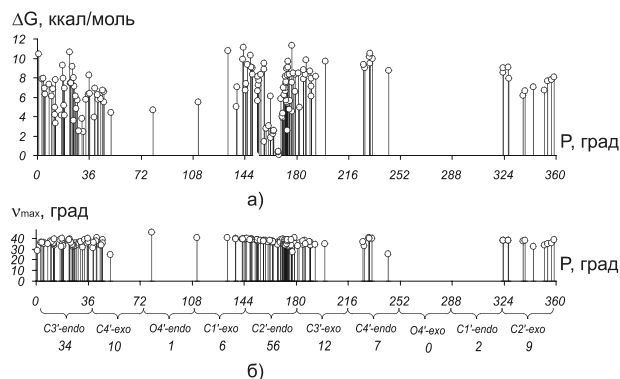 ΔG, ккал/моль
12
10
8
6
4
2
0
0 36 72 108 144 180 216 252 288 324 360
P, град
а)
νmax, град
40
30
20
10
0
P, град
0 36 72 108 144 180 216 252 288 324 360
C3'-endo C4'-exo O4'-endo C1'-exo C2'-endo C3'-exo C4'-endo O4'-exo C1'-endo C2'-exo
34 10 1 6 56 12 7 0 2 9
б)